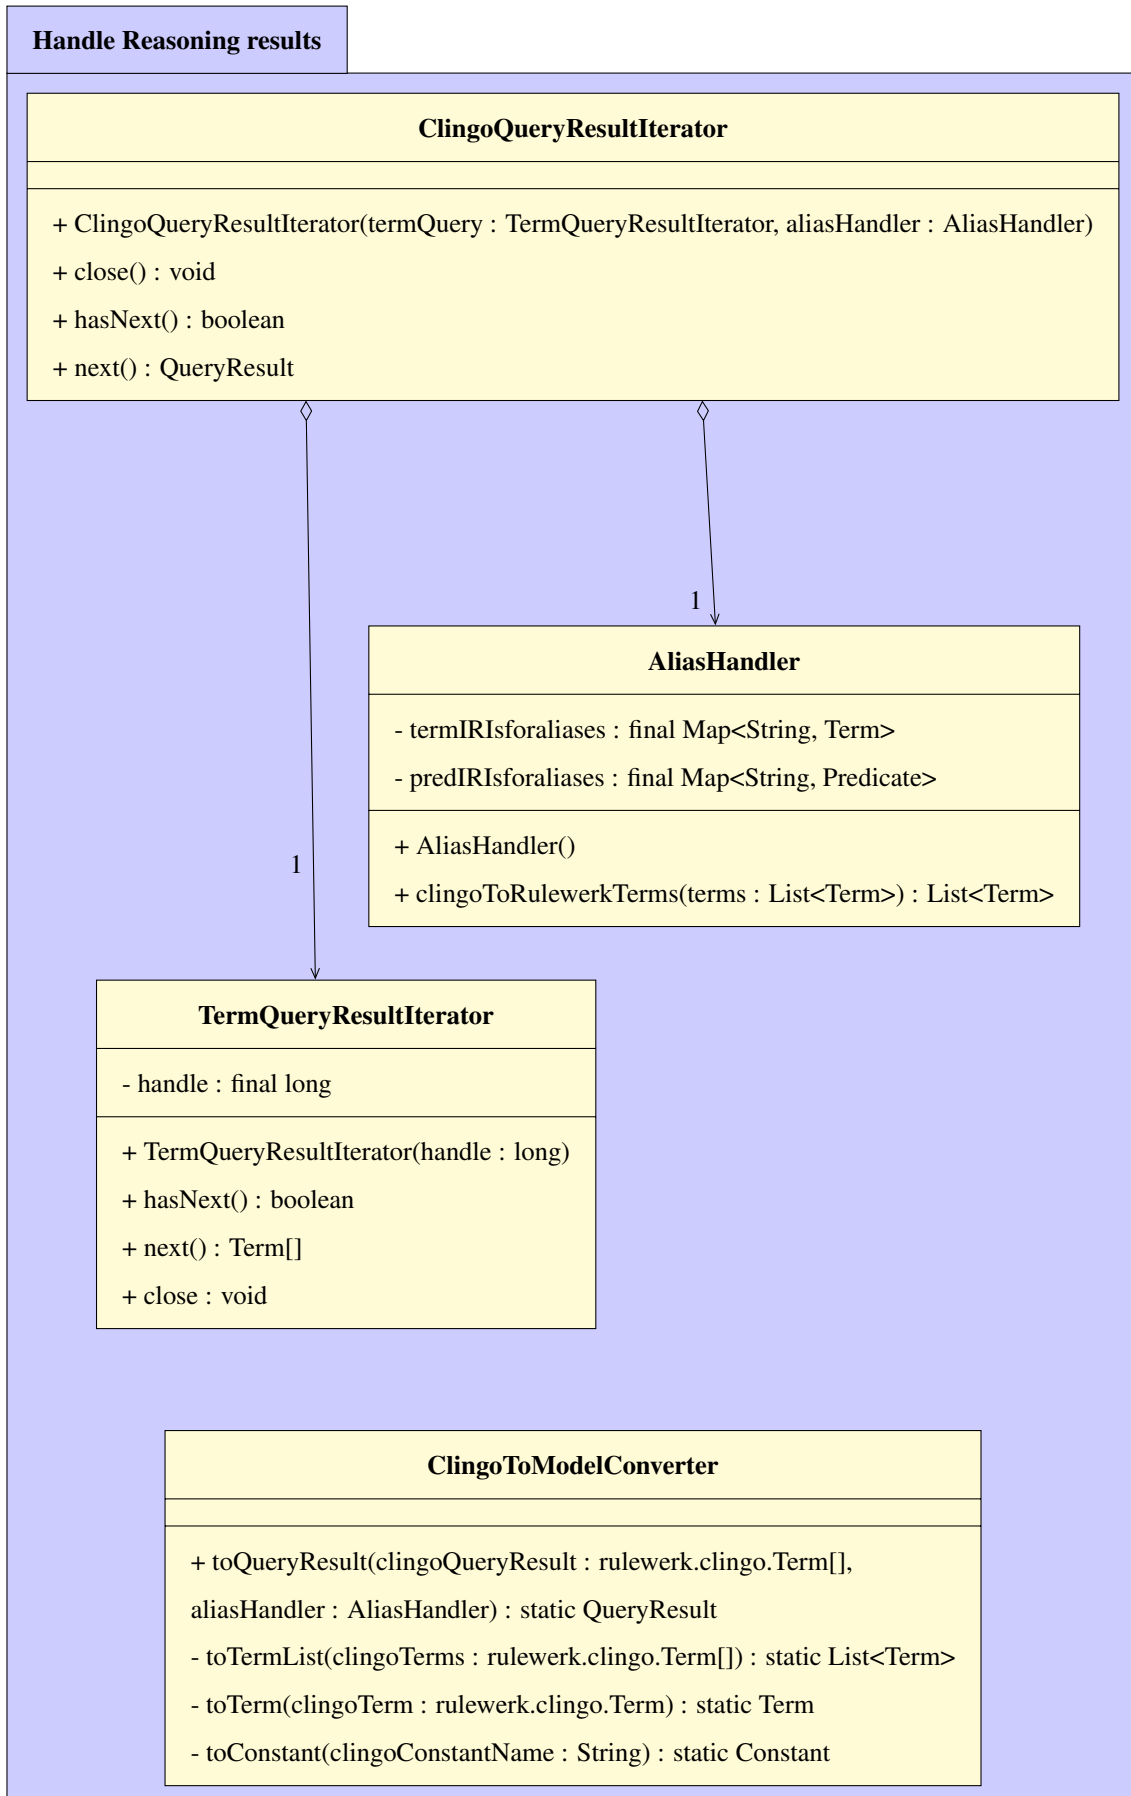 Handle Reasoning results
ClingoQueryResultIterator
+ ClingoQueryResultIterator(termQuery : TermQueryResultIterator, aliasHandler : AliasHandler)
+ close() : void
+ hasNext() : boolean
+ next() : QueryResult
1
AliasHandler
- termIRIsforaliases : final Map<String, Term>
- predIRIsforaliases : final Map<String, Predicate>
+ AliasHandler()
+ clingoToRulewerkTerms(terms : List<Term>) : List<Term>
1
TermQueryResultIterator
- handle : final long
+ TermQueryResultIterator(handle : long)
+ hasNext() : boolean
+ next() : Term[]
+ close : void
ClingoToModelConverter
+ toQueryResult(clingoQueryResult : rulewerk.clingo.Term[],
aliasHandler : AliasHandler) : static QueryResult
- toTermList(clingoTerms : rulewerk.clingo.Term[]) : static List<Term>
- toTerm(clingoTerm : rulewerk.clingo.Term) : static Term
- toConstant(clingoConstantName : String) : static Constant